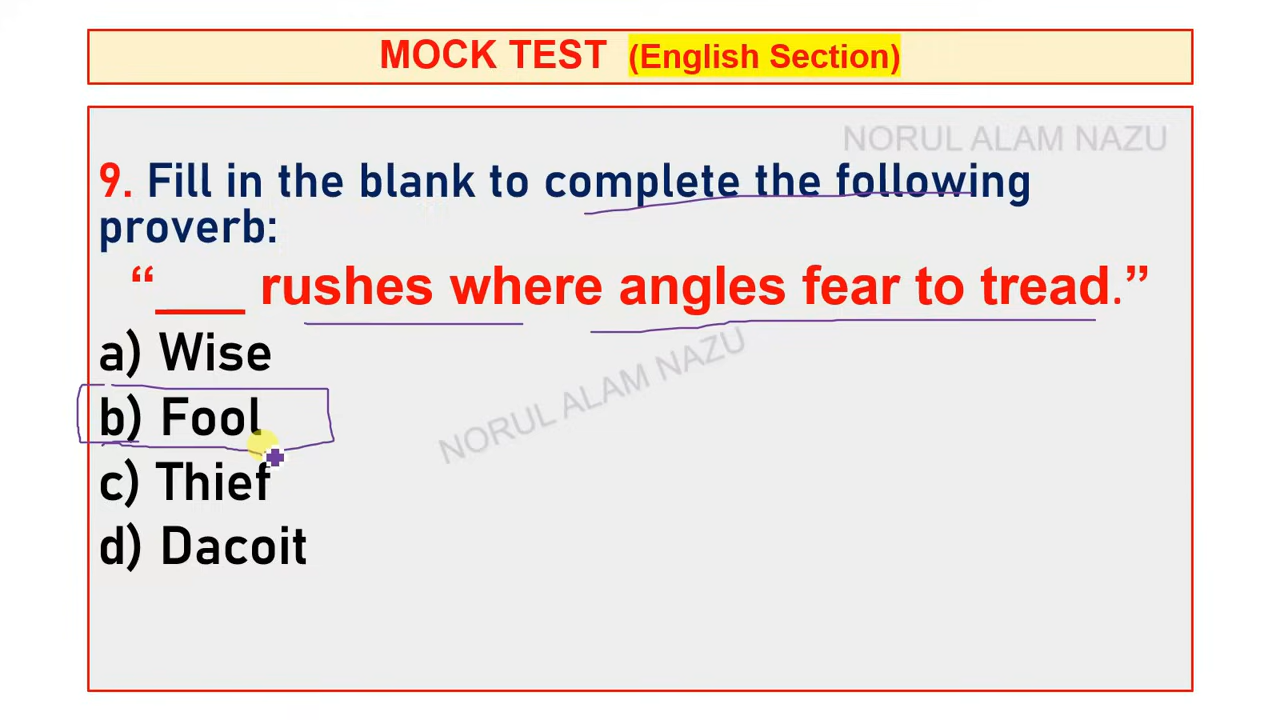 MOCK TEST (English Section)
NORUL ALAM NAZU
9. Fill in the blank to complete the following
proverb:
“___ rushes where angles fear to tread.”
a) Wise
NORUL ALAM NAZU
b) Fool
c) Thief
d) Dacoit